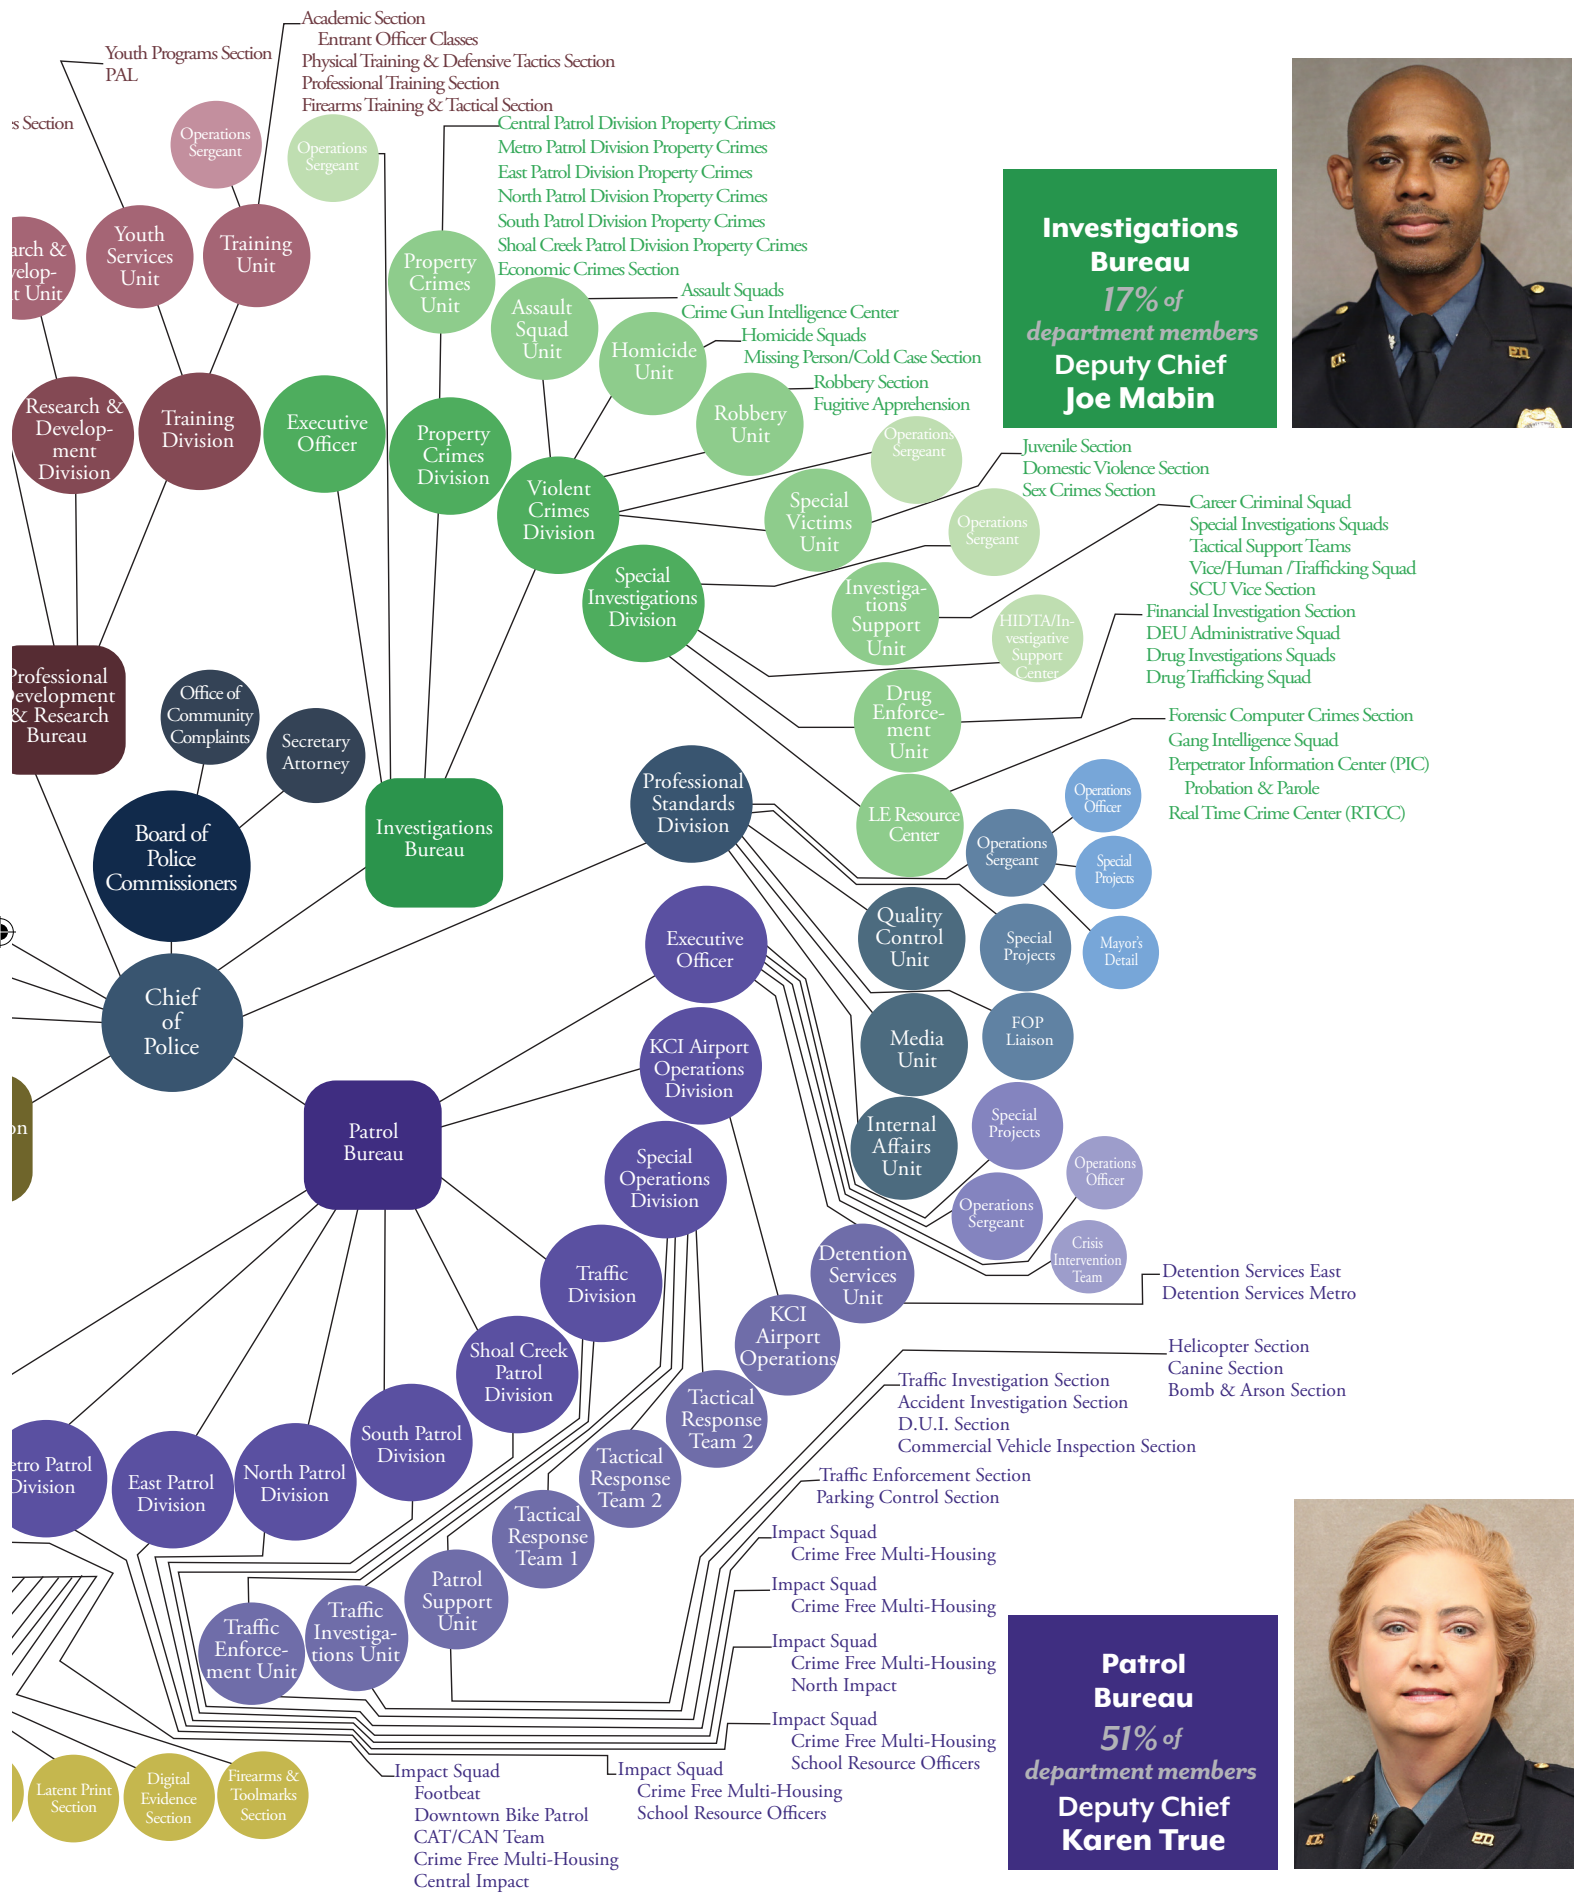 Academic Section
Entrant Officer Classes
Physical Training & Defensive Tactics Section
Professional Training Section
Firearms Training & Tactical Section
Youth Programs Section
PAL
Section
Operations
Sergeant
Operations
Sergeant
Central Patrol Division Property Crimes
Metro Patrol Division Property Crimes
East Patrol Division Property Crimes
North Patrol Division Property Crimes
South Patrol Division Property Crimes
Shoal Creek Patrol Division Property Crimes
Economic Crimes Section
arch &
velop-
t Unit
Youth
Services
Unit
Training
Unit
Property
Crimes
Unit
Assault
Squad
Unit
Assault Squads
Crime Gun Intelligence Center
Homicide
Unit
Homicide Squads
Missing Person/Cold Case Section
Robbery
Unit
Robbery Section
Fugitive Apprehension
Investigations
Bureau
17% of
department members
Deputy Chief
Joe Mabin
Research &
Develop-
ment
Division
Training
Division
Executive
Officer
Property
Crimes
Division
Violent
Crimes
Division
Operations
Sergeant
Special
Victims
Unit
Juvenile Section
Domestic Violence Section
Sex Crimes Section
Operations
Sergeant
Career Criminal Squad
Special Investigations Squads
Tactical Support Teams
Vice/Human /Trafficking Squad
SCU Vice Section
Special
Investigations
Division
Investiga-
tions
Support
Unit
HIDTA/In-
vestigative
Support
Center
Financial Investigation Section
DEU Administrative Squad
Drug Investigations Squads
Drug Trafficking Squad
Drug
Enforce-
ment
Unit
Forensic Computer Crimes Section
Gang Intelligence Squad
Perpetrator Information Center (PIC)
Probation & Parole
Real Time Crime Center (RTCC)
LE Resource
Center
Professional
Development
& Research
Bureau
Office of
Community
Complaints
Secretary
Attorney
Board of
Police
Commissioners
Investigations
Bureau
Professional
Standards
Division
Operations
Sergeant
Operations
Officer
Special
Projects
Mayor's
Detail
Quality
Control
Unit
Special
Projects
Media
Unit
FOP
Liaison
Internal
Affairs
Unit
Chief
of
Police
on
Patrol
Bureau
Executive
Officer
KCI Airport
Operations
Division
Special
Operations
Division
Special
Projects
Operations
Sergeant
Operations
Officer
Crisis
Intervention
Team
Detention
Services
Unit
Detention Services East
Detention Services Metro
Traffic
Division
KCI
Airport
Operations
Shoal Creek
Patrol
Division
Tactical
Response
Team 2
Helicopter Section
Canine Section
Bomb & Arson Section
Traffic Investigation Section
Accident Investigation Section
D.U.I. Section
Commercial Vehicle Inspection Section
etro Patrol
Division
East Patrol
Division
North Patrol
Division
South Patrol
Division
Tactical
Response
Team 2
Tactical
Response
Team 1
Traffic Enforcement Section
Parking Control Section
Impact Squad
Crime Free Multi-Housing
Impact Squad
Crime Free Multi-Housing
Impact Squad
Crime Free Multi-Housing
North Impact
Impact Squad
Crime Free Multi-Housing
School Resource Officers
Patrol
Support
Unit
Traffic
Investiga-
tions Unit
Traffic
Enforce-
ment Unit
Patrol
Bureau
51% of
department members
Deputy Chief
Karen True
Latent Print
Section
Digital
Evidence
Section
Firearms &
Toolmarks
Section
Impact Squad
Footbeat
Downtown Bike Patrol
CAT/CAN Team
Crime Free Multi-Housing
Central Impact
Impact Squad
Crime Free Multi-Housing
School Resource Officers